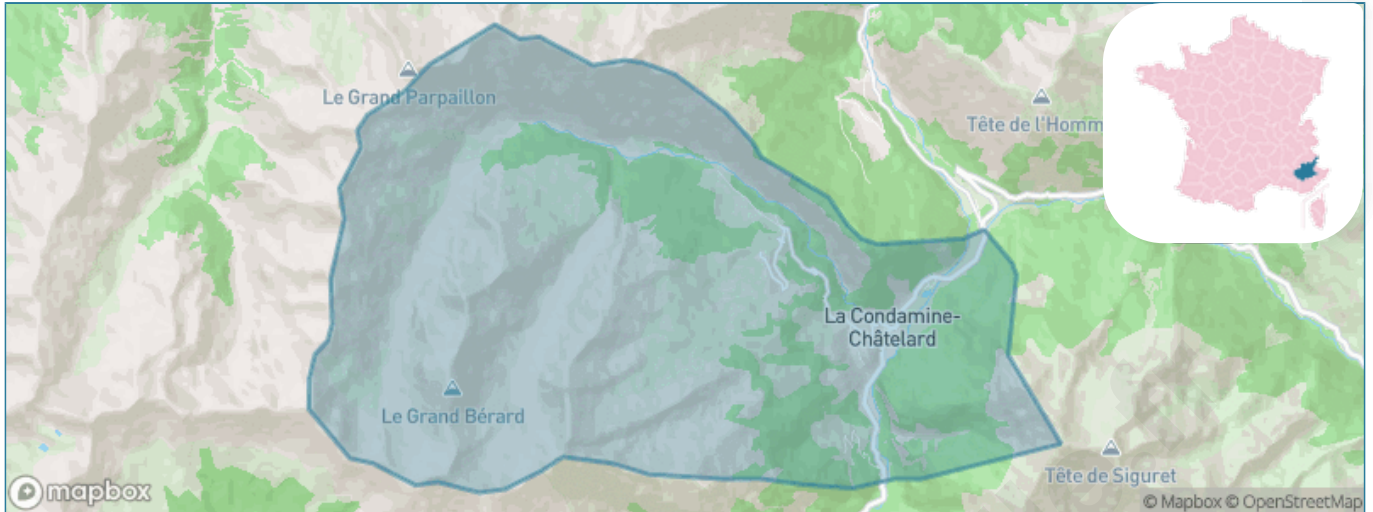 Le Grand Parpaillon
Tête de l'Homm
La Condamine-
Châtelard
Le Grand Bérard
Tête de Siguret
mapbox
© Mapbox © OpenStreetMap